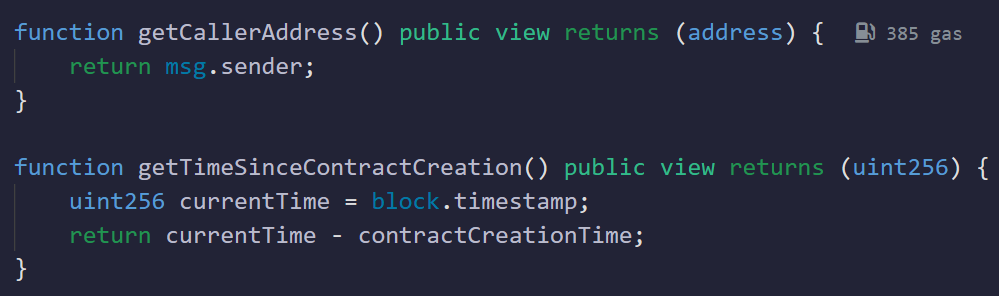 function getCallerAddress() public view returns (address) { 385 gas
    return msg.sender;
}

function getTimeSinceContractCreation() public view returns (uint256) {
    uint256 currentTime = block.timestamp;
    return currentTime - contractCreationTime;
}